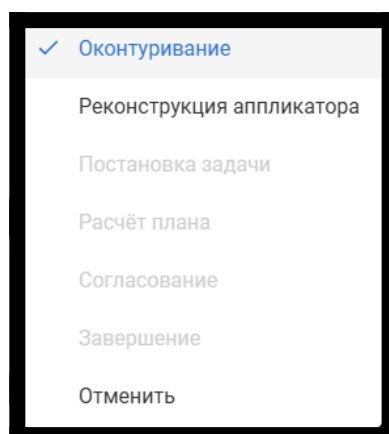 Оконтуривание
Реконструкция аппликатора
Постановка задачи
Расчёт плана
Согласование
Завершение
Отменить